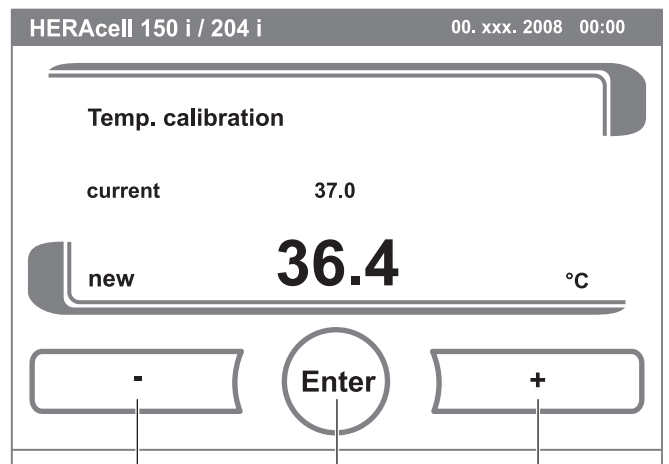 HERAcell 150 i / 204 i 00. xxx. 2008 00:00
Temp. calibration
current 37.0
new 36.4 °C
- Enter +